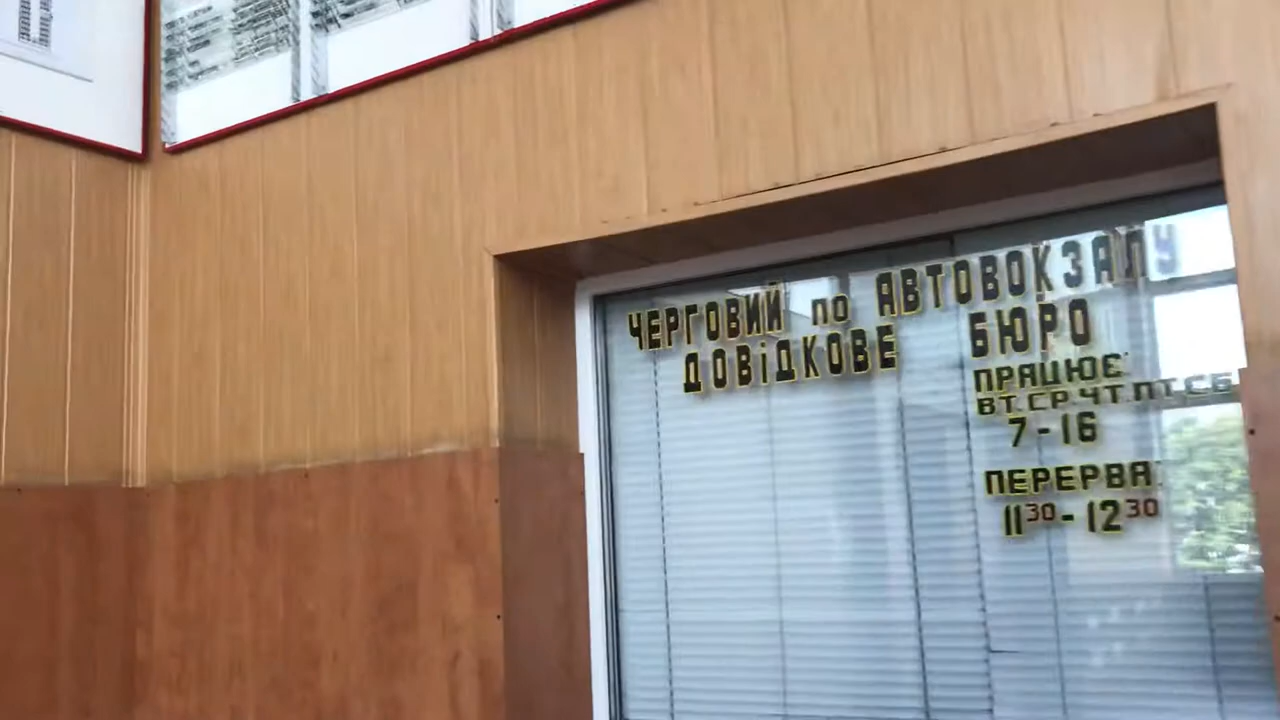 ЧЕРГОВИЙ по АВТОВОКЗАЛУ
ДОВІДКОВЕ БЮРО
ПРАЦЮЄ:
ВТ.СР.ЧТ.ПТ.СБ
7-16
ПЕРЕРВА:
11³⁰-12³⁰